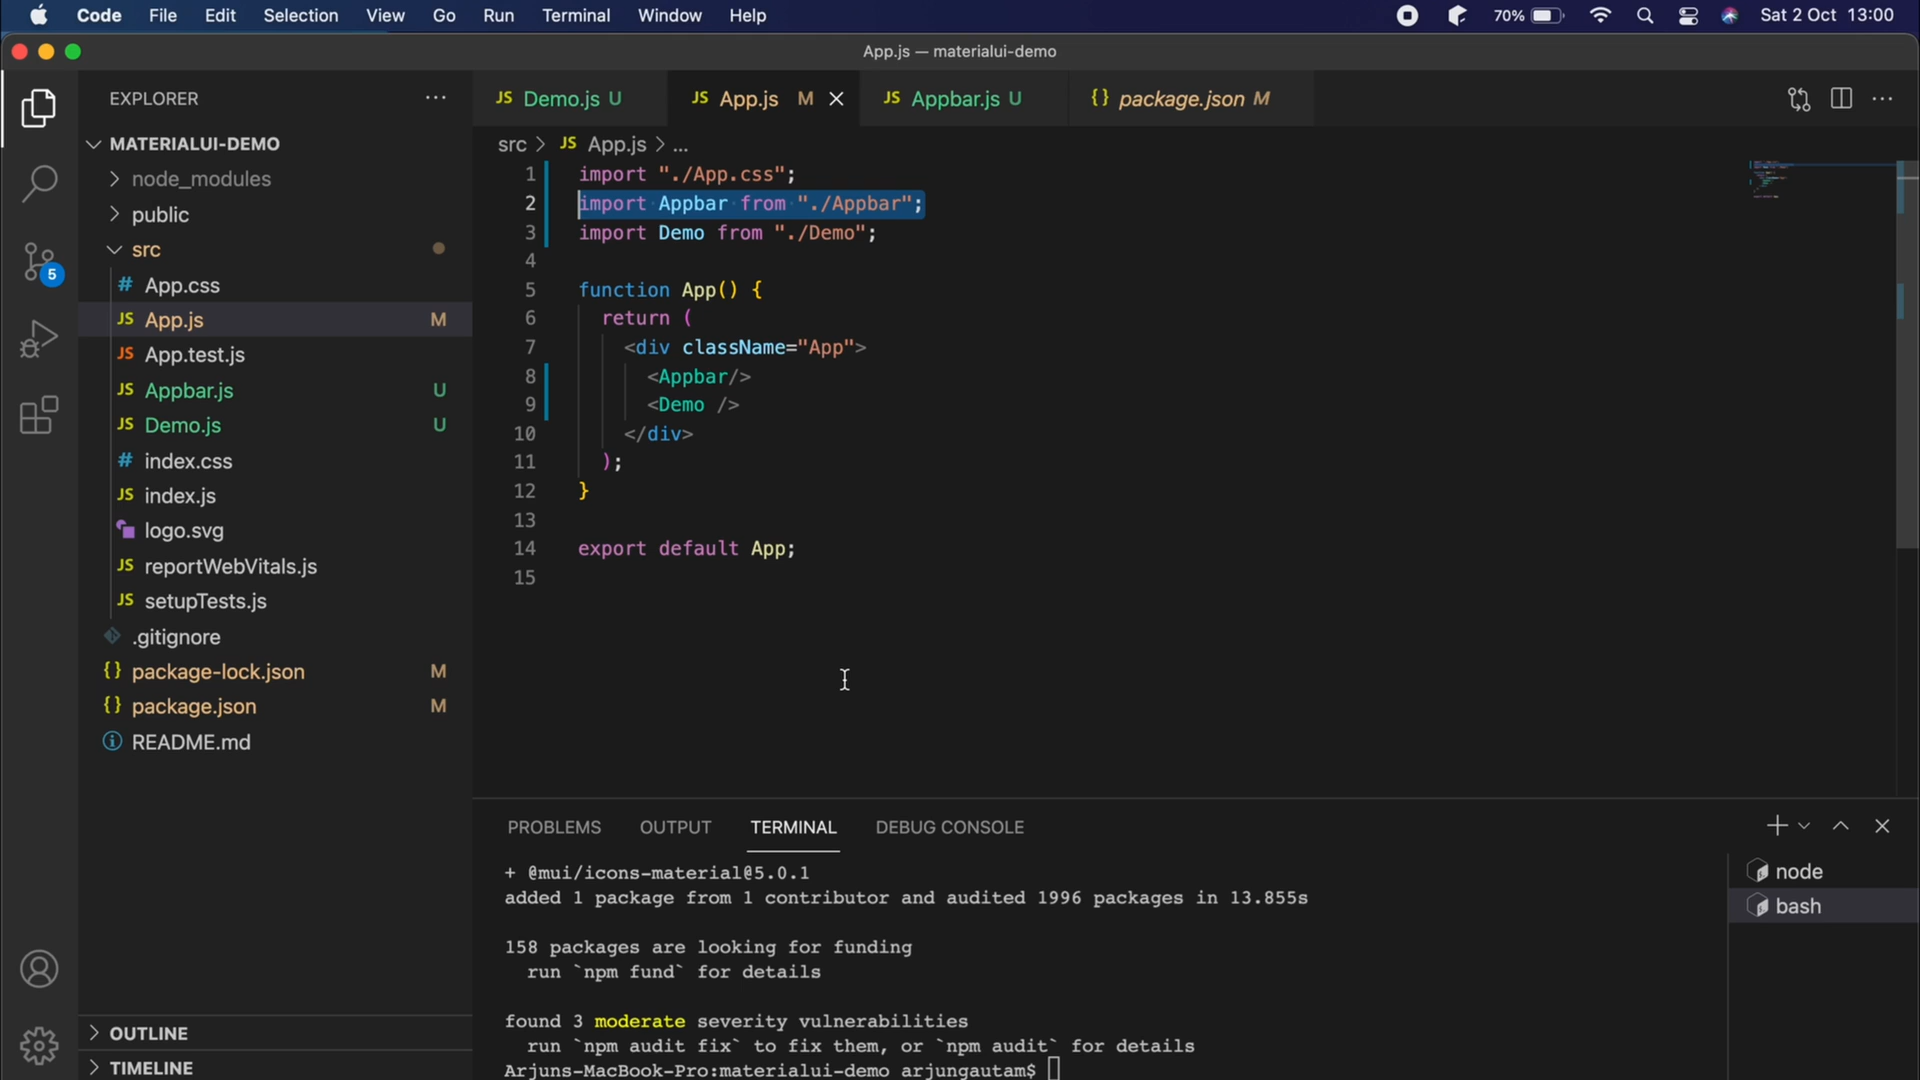 Code File Edit Selection View Go Run Terminal Window Help 70% Sat 2 Oct 13:00
App.js — materialui-demo
EXPLORER
MATERIALUI-DEMO
node_modules
public
src
# App.css
JS App.js M
JS App.test.js
JS Appbar.js U
JS Demo.js U
# index.css
JS index.js
logo.svg
JS reportWebVitals.js
JS setupTests.js
.gitignore
{} package-lock.json M
{} package.json M
README.md
OUTLINE
TIMELINE
5
JS Demo.js U JS App.js M JS Appbar.js U {} package.json M
src > JS App.js > ...
1 import "./App.css";
2 import Appbar from "./Appbar";
3 import Demo from "./Demo";
4
5 function App() {
6 return (
7 <div className="App">
8 <Appbar/>
9 <Demo />
10 </div>
11 );
12 }
13
14 export default App;
15
PROBLEMS OUTPUT TERMINAL DEBUG CONSOLE
+ @mui/icons-material@5.0.1
added 1 package from 1 contributor and audited 1996 packages in 13.855s
158 packages are looking for funding
run `npm fund` for details
found 3 moderate severity vulnerabilities
run `npm audit fix` to fix them, or `npm audit` for details
Arjuns-MacBook-Pro:materialui-demo arjungautam$
node
bash